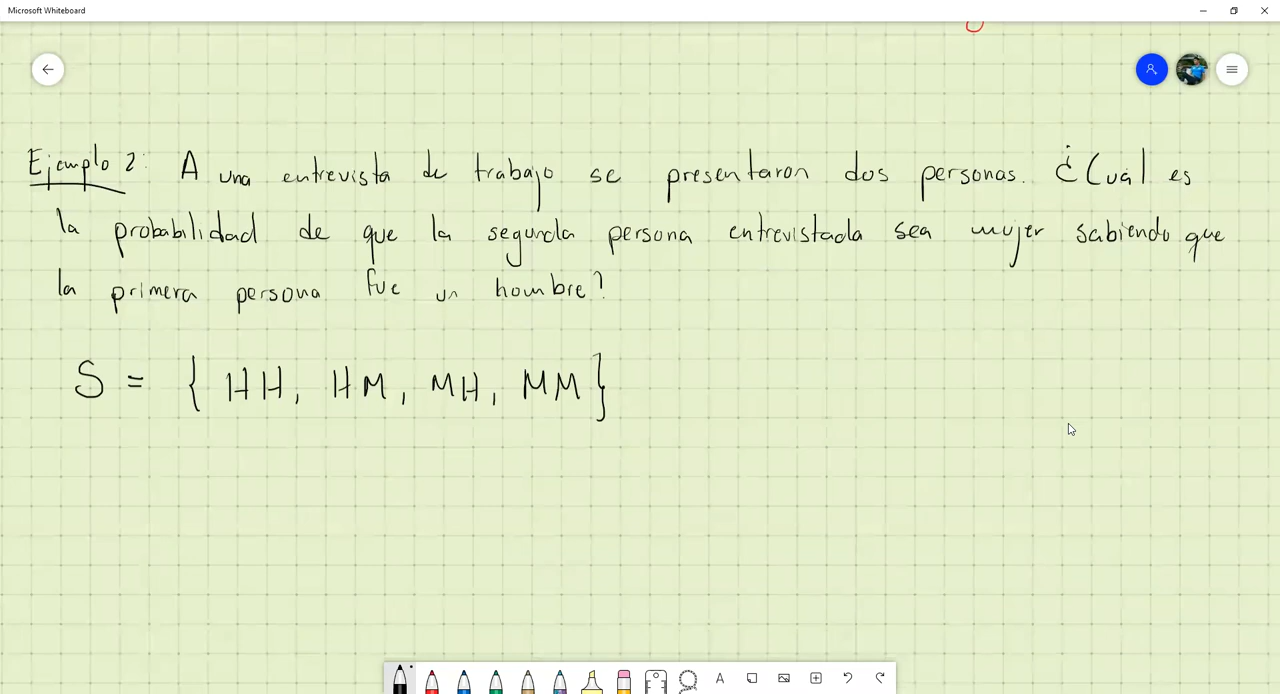 Microsoft Whiteboard
Ejemplo 2: A una entrevista de trabajo se presentaron dos personas. ¿Cuál es
la probabilidad de que la segunda persona entrevistada sea mujer sabiendo que
la primera persona fue un hombre?
S = { HH, HM, MH, MM}